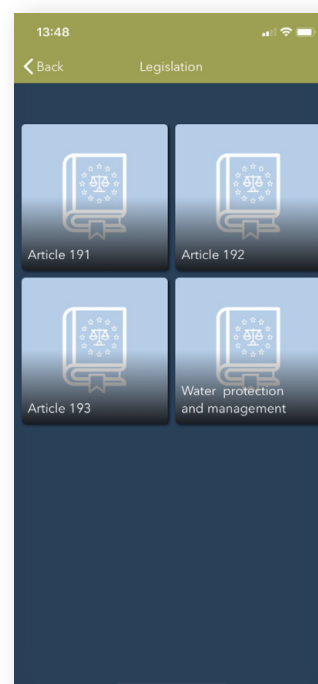 13:48
Back
Legislation
Article 191
Article 192
Article 193
Water protection
and management